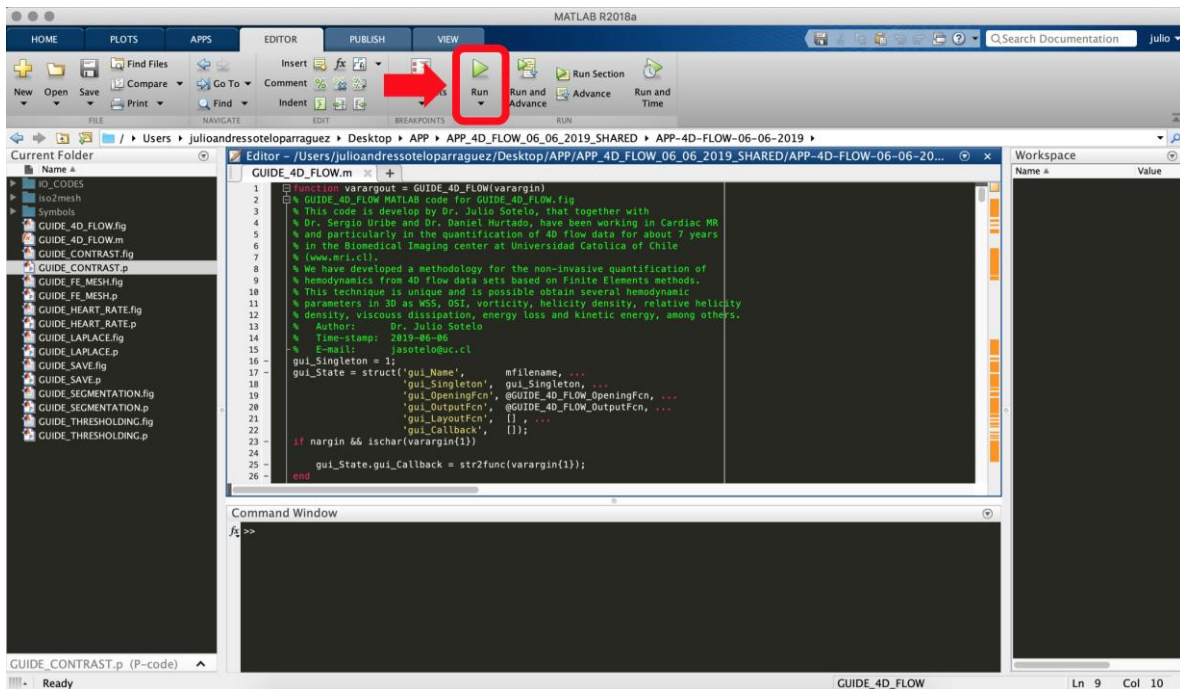 MATLAB R2018a
HOME PLOTS APPS EDITOR PUBLISH VIEW
Search Documentation julio
New Open Save
Find Files
Compare
Print
FILE
Go To
Find
NAVIGATE
Insert
Comment
Indent
EDIT
BREAKPOINTS
Run
Run and Advance
Run Section
Advance
Run and Time
RUN
/ Users julioandressoteloparraguez Desktop APP APP_4D_FLOW_06_06_2019_SHARED APP-4D-FLOW-06-06-2019
Current Folder
Name
IO_CODES
iso2mesh
Symbols
GUIDE_4D_FLOW.fig
GUIDE_4D_FLOW.m
GUIDE_CONTRAST.fig
GUIDE_CONTRAST.p
GUIDE_FE_MESH.fig
GUIDE_FE_MESH.p
GUIDE_HEART_RATE.fig
GUIDE_HEART_RATE.p
GUIDE_LAPLACE.fig
GUIDE_LAPLACE.p
GUIDE_SAVE.fig
GUIDE_SAVE.p
GUIDE_SEGMENTATION.fig
GUIDE_SEGMENTATION.p
GUIDE_THRESHOLDING.fig
GUIDE_THRESHOLDING.p
GUIDE_CONTRAST.p (P-code)
Editor - /Users/julioandressoteloparraguez/Desktop/APP/APP_4D_FLOW_06_06_2019_SHARED/APP-4D-FLOW-06-06-20...
GUIDE_4D_FLOW.m
1 function varargout = GUIDE_4D_FLOW(varargin)
2 % GUIDE_4D_FLOW MATLAB code for GUIDE_4D_FLOW.fig
3 % This code is develop by Dr. Julio Sotelo, that together with
4 % Dr. Sergio Uribe and Dr. Daniel Hurtado, have been working in Cardiac MR
5 % and particularly in the quantification of 4D flow data for about 7 years
6 % in the Biomedical Imaging center at Universidad Catolica of Chile
7 % (www.mri.cl).
8 % We have developed a methodology for the non-invasive quantification of
9 % hemodynamics from 4D flow data sets based on Finite Elements methods.
10 % This technique is unique and is possible obtain several hemodynamic
11 % parameters in 3D as WSS, OSI, vorticity, helicity density, relative helicity
12 % density, viscouss dissipation, energy loss and kinetic energy, among others.
13 % Author: Dr. Julio Sotelo
14 % Time-stamp: 2019-06-06
15 % E-mail: jasotelo@uc.cl
16 - gui_Singleton = 1;
17 - gui_State = struct('gui_Name', mfilename, ...
18 'gui_Singleton', gui_Singleton, ...
19 'gui_OpeningFcn', @GUIDE_4D_FLOW_OpeningFcn, ...
20 'gui_OutputFcn', @GUIDE_4D_FLOW_OutputFcn, ...
21 'gui_LayoutFcn', [] , ...
22 'gui_Callback', []);
23 - if nargin && ischar(varargin{1})
24
25 - gui_State.gui_Callback = str2func(varargin{1});
26 - end
Command Window
fx >>
Workspace
Name Value
Ready GUIDE_4D_FLOW Ln 9 Col 10